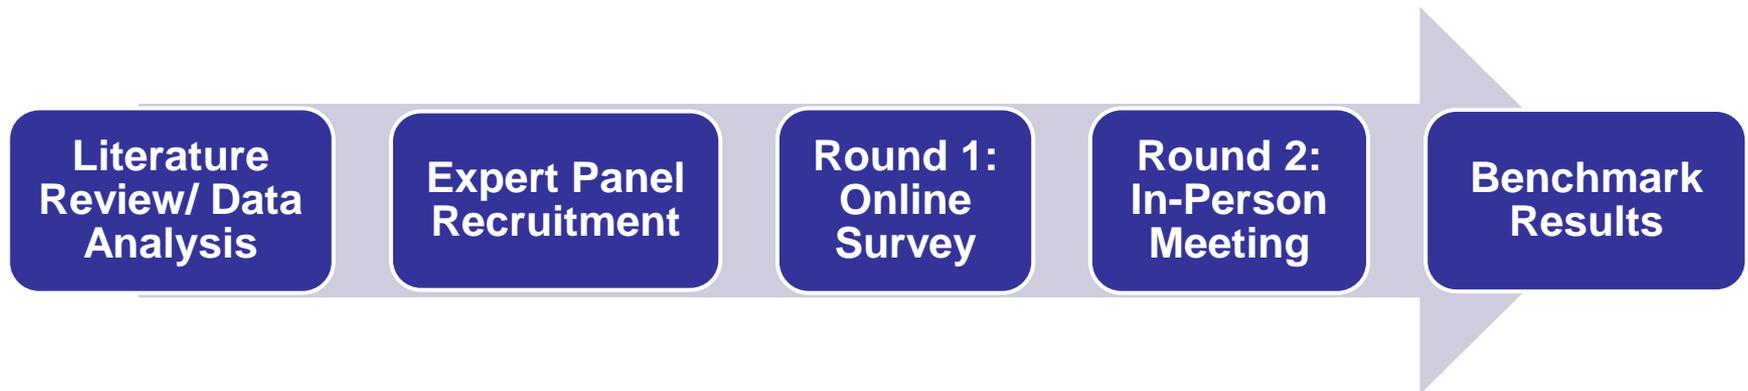 Literature
Review/ Data
Analysis
Expert Panel
Recruitment
Round 1:
Online
Survey
Round 2:
In-Person
Meeting
Benchmark
Results